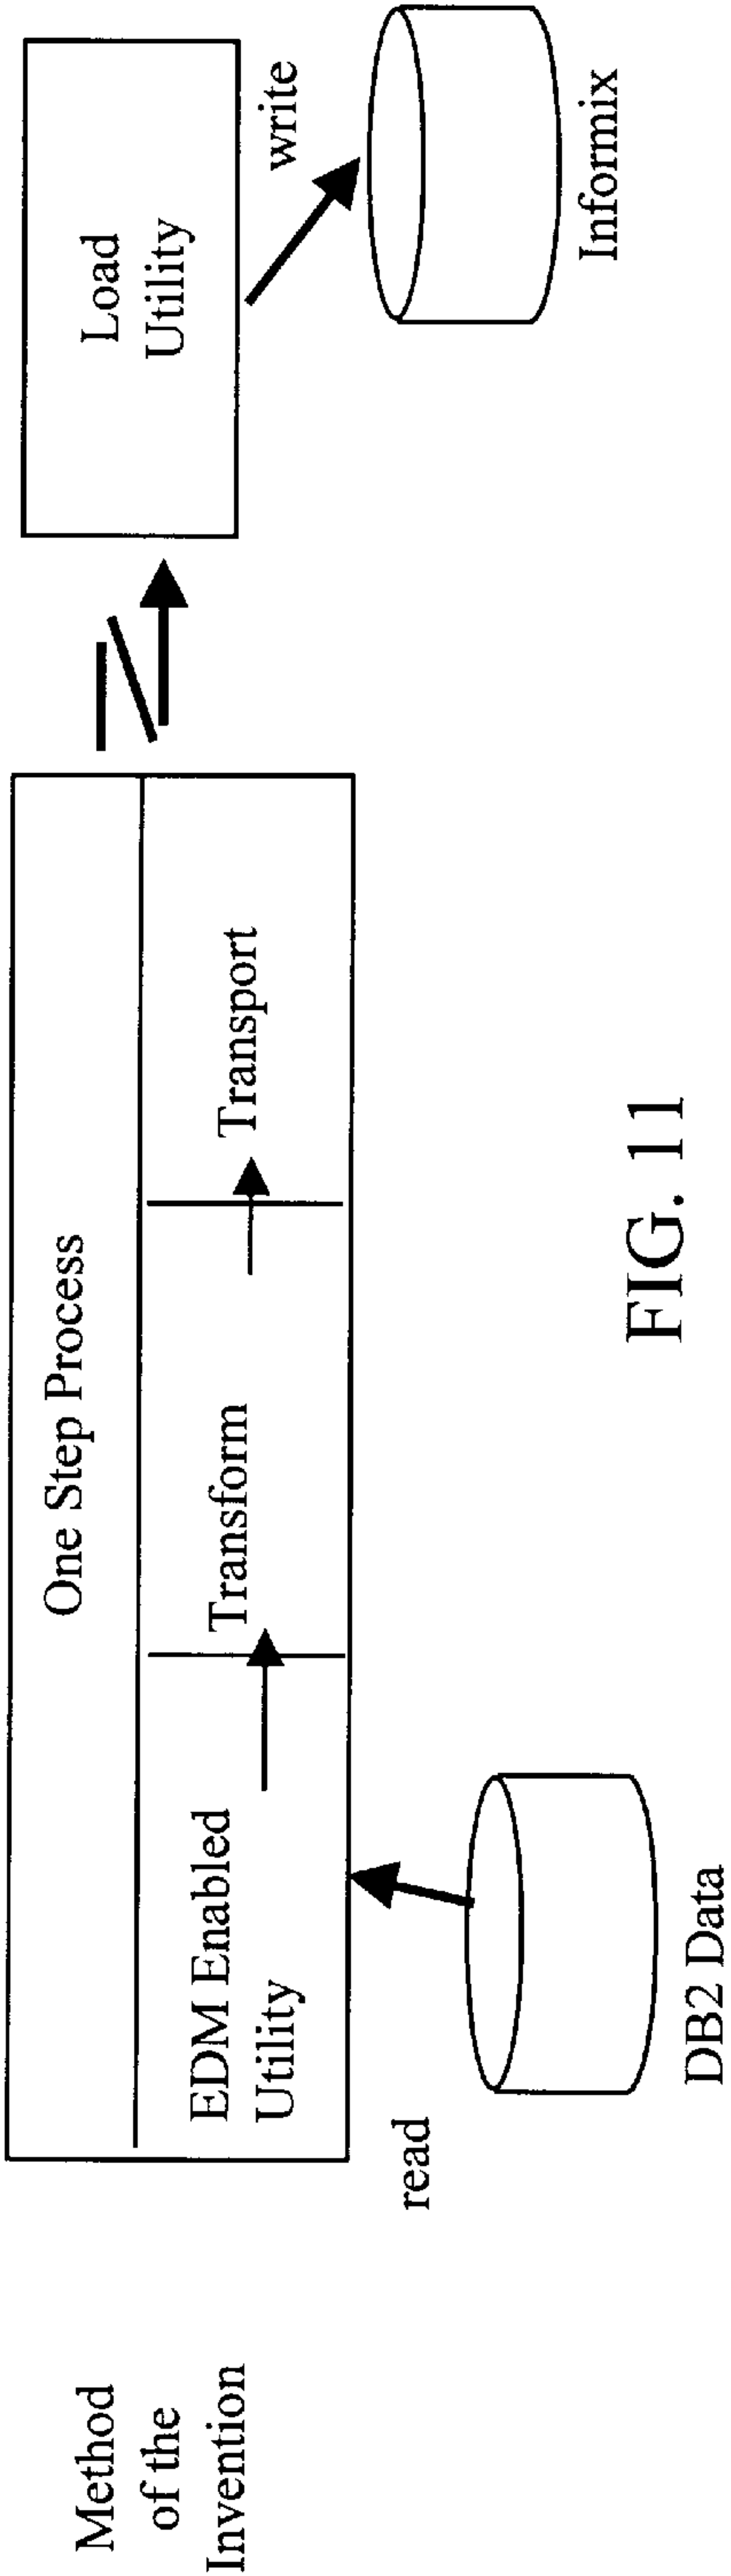 Method
of the
Invention
One Step Process
EDM Enabled
Utility
Transform
Transport
read
DB2 Data
Load
Utility
write
Informix
FIG. 11